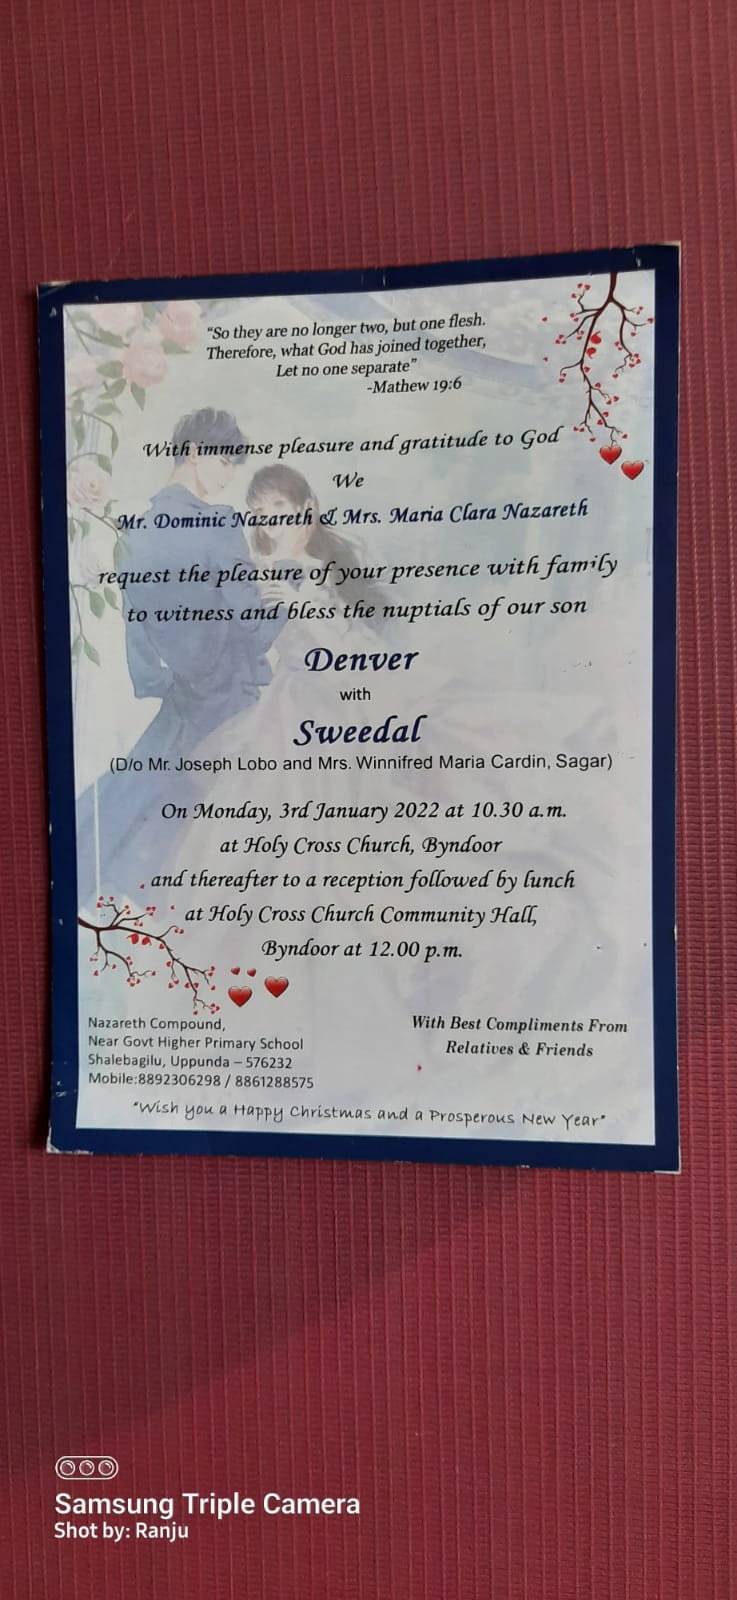 “So they are no longer two, but one flesh.
Therefore, what God has joined together,
Let no one separate”
-Mathew 19:6
With immense pleasure and gratitude to God
We
Mr. Dominic Nazareth & Mrs. Maria Clara Nazareth
request the pleasure of your presence with family
to witness and bless the nuptials of our son
Denver
with
Sweedal
(D/o Mr. Joseph Lobo and Mrs. Winnifred Maria Cardin, Sagar)
On Monday, 3rd January 2022 at 10.30 a.m.
at Holy Cross Church, Byndoor
and thereafter to a reception followed by lunch
at Holy Cross Church Community Hall,
Byndoor at 12.00 p.m.
Nazareth Compound,
Near Govt Higher Primary School
Shalebagilu, Uppunda – 576232
Mobile:8892306298 / 8861288575
With Best Compliments From
Relatives & Friends
“Wish you a Happy Christmas and a Prosperous New Year”
Samsung Triple Camera
Shot by: Ranju